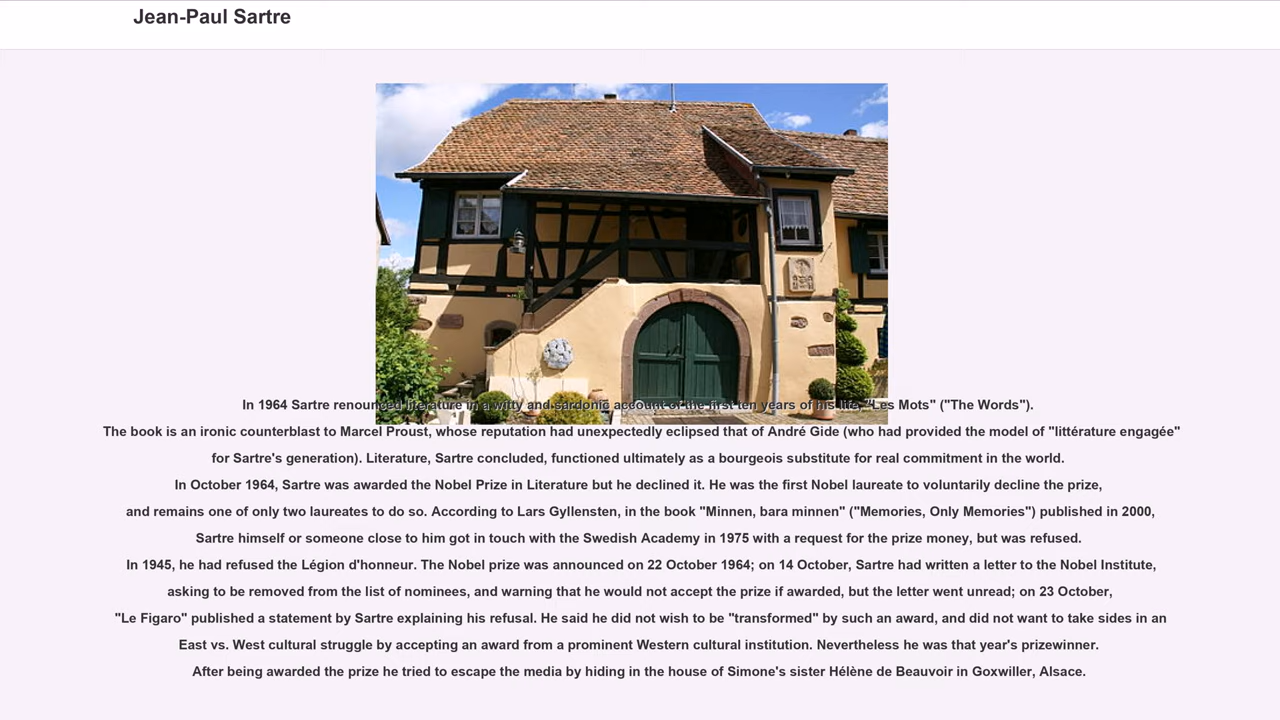 Jean-Paul Sartre
In 1964 Sartre renounced literature in a witty and sardonic account of the first ten years of his life, "Les Mots" ("The Words").
The book is an ironic counterblast to Marcel Proust, whose reputation had unexpectedly eclipsed that of André Gide (who had provided the model of "littérature engagée"
for Sartre's generation). Literature, Sartre concluded, functioned ultimately as a bourgeois substitute for real commitment in the world.
In October 1964, Sartre was awarded the Nobel Prize in Literature but he declined it. He was the first Nobel laureate to voluntarily decline the prize,
and remains one of only two laureates to do so. According to Lars Gyllensten, in the book "Minnen, bara minnen" ("Memories, Only Memories") published in 2000,
Sartre himself or someone close to him got in touch with the Swedish Academy in 1975 with a request for the prize money, but was refused.
In 1945, he had refused the Légion d'honneur. The Nobel prize was announced on 22 October 1964; on 14 October, Sartre had written a letter to the Nobel Institute,
asking to be removed from the list of nominees, and warning that he would not accept the prize if awarded, but the letter went unread; on 23 October,
"Le Figaro" published a statement by Sartre explaining his refusal. He said he did not wish to be "transformed" by such an award, and did not want to take sides in an
East vs. West cultural struggle by accepting an award from a prominent Western cultural institution. Nevertheless he was that year's prizewinner.
After being awarded the prize he tried to escape the media by hiding in the house of Simone's sister Hélène de Beauvoir in Goxwiller, Alsace.